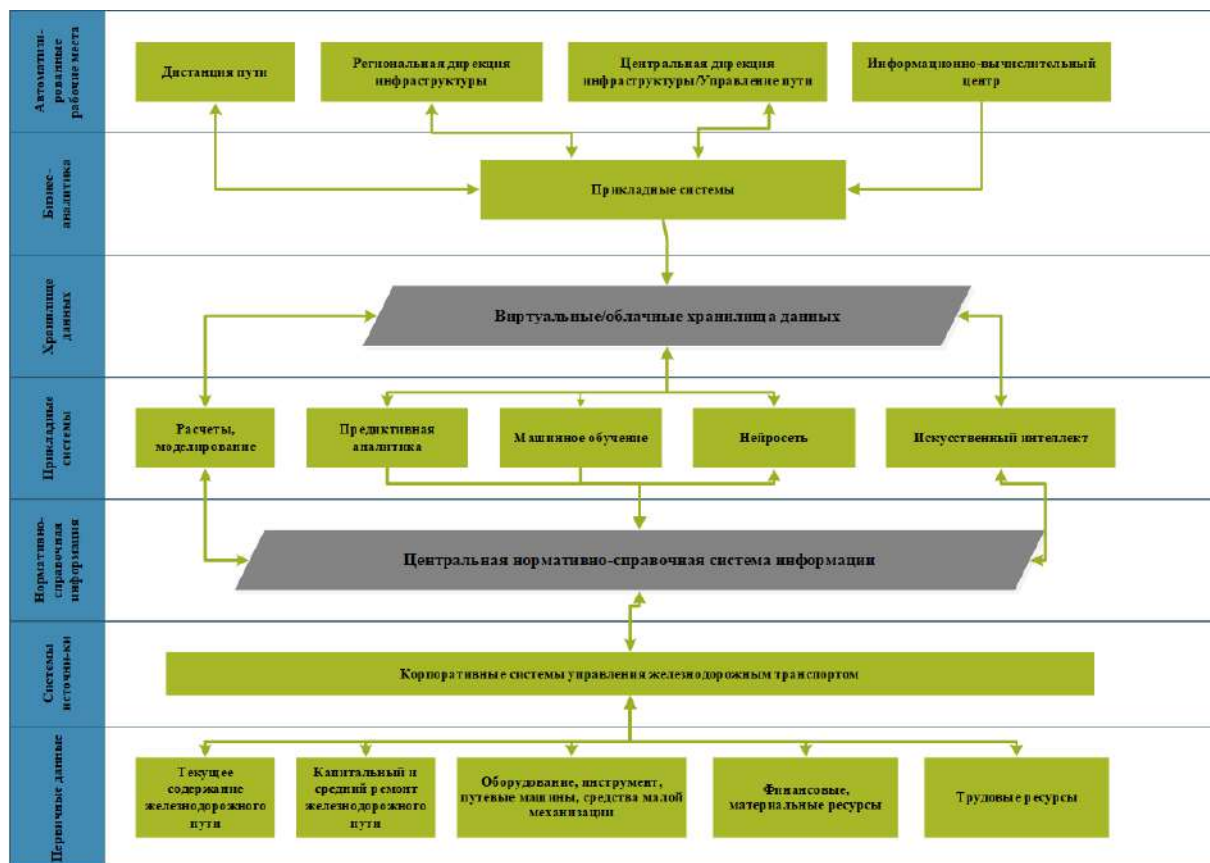 Автоматизи-
рованные
рабочие места
Дистанция пути
Региональная дирекция
инфраструктуры
Центральная дирекция
инфраструктуры/Управление пути
Информационно-вычислительный
центр
Бизнес-
аналитика
Прикладные системы
Хранилище
данных
Виртуальные/облачные хранилища данных
Прикладные
системы
Расчеты,
моделирование
Предиктивная
аналитика
Машинное обучение
Нейросеть
Искусственный интеллект
Нормативно-
справочная
информация
Центральная нормативно-справочная система информации
Системы
источни-ки
Корпоративные системы управления железнодорожным транспортом
Первичные данные
Текущее
содержание
железнодорожного
пути
Капитальный и
средний ремонт
железнодорожного
пути
Оборудование, инструмент,
путевые машины, средства малой
механизации
Финансовые,
материальные ресурсы
Трудовые ресурсы